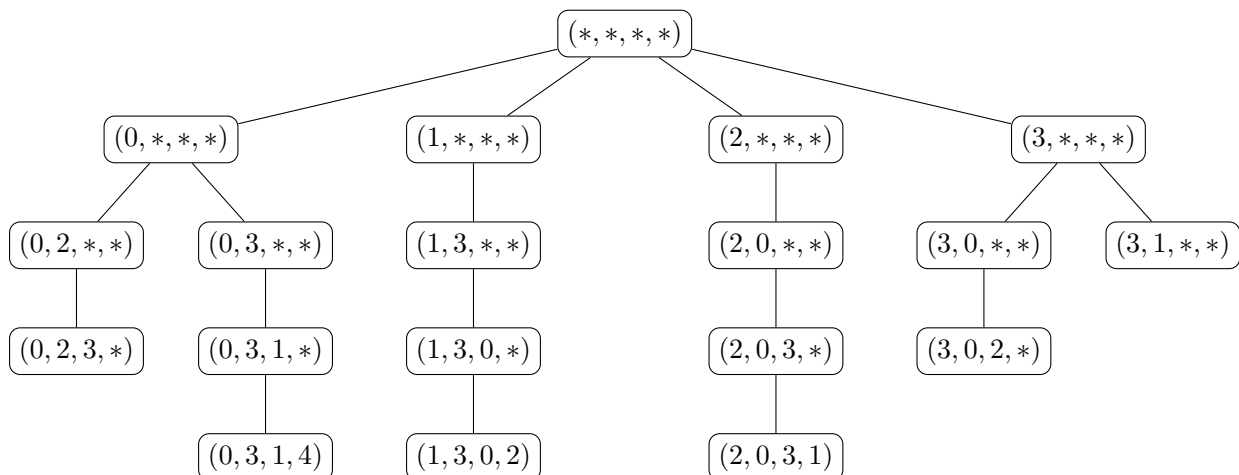 (∗, ∗, ∗, ∗)
(0, ∗, ∗, ∗) (1, ∗, ∗, ∗) (2, ∗, ∗, ∗) (3, ∗, ∗, ∗)
(0, 2, ∗, ∗) (0, 3, ∗, ∗) (1, 3, ∗, ∗) (2, 0, ∗, ∗) (3, 0, ∗, ∗) (3, 1, ∗, ∗)
(0, 2, 3, ∗) (0, 3, 1, ∗) (1, 3, 0, ∗) (2, 0, 3, ∗) (3, 0, 2, ∗)
(0, 3, 1, 4) (1, 3, 0, 2) (2, 0, 3, 1)